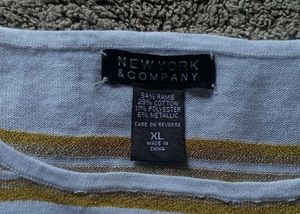 NEW YORK
& COMPANY
54% RAMIE
29% COTTON
11% POLYESTER
6% METALLIC
CARE ON REVERSE
XL
MADE IN
CHINA